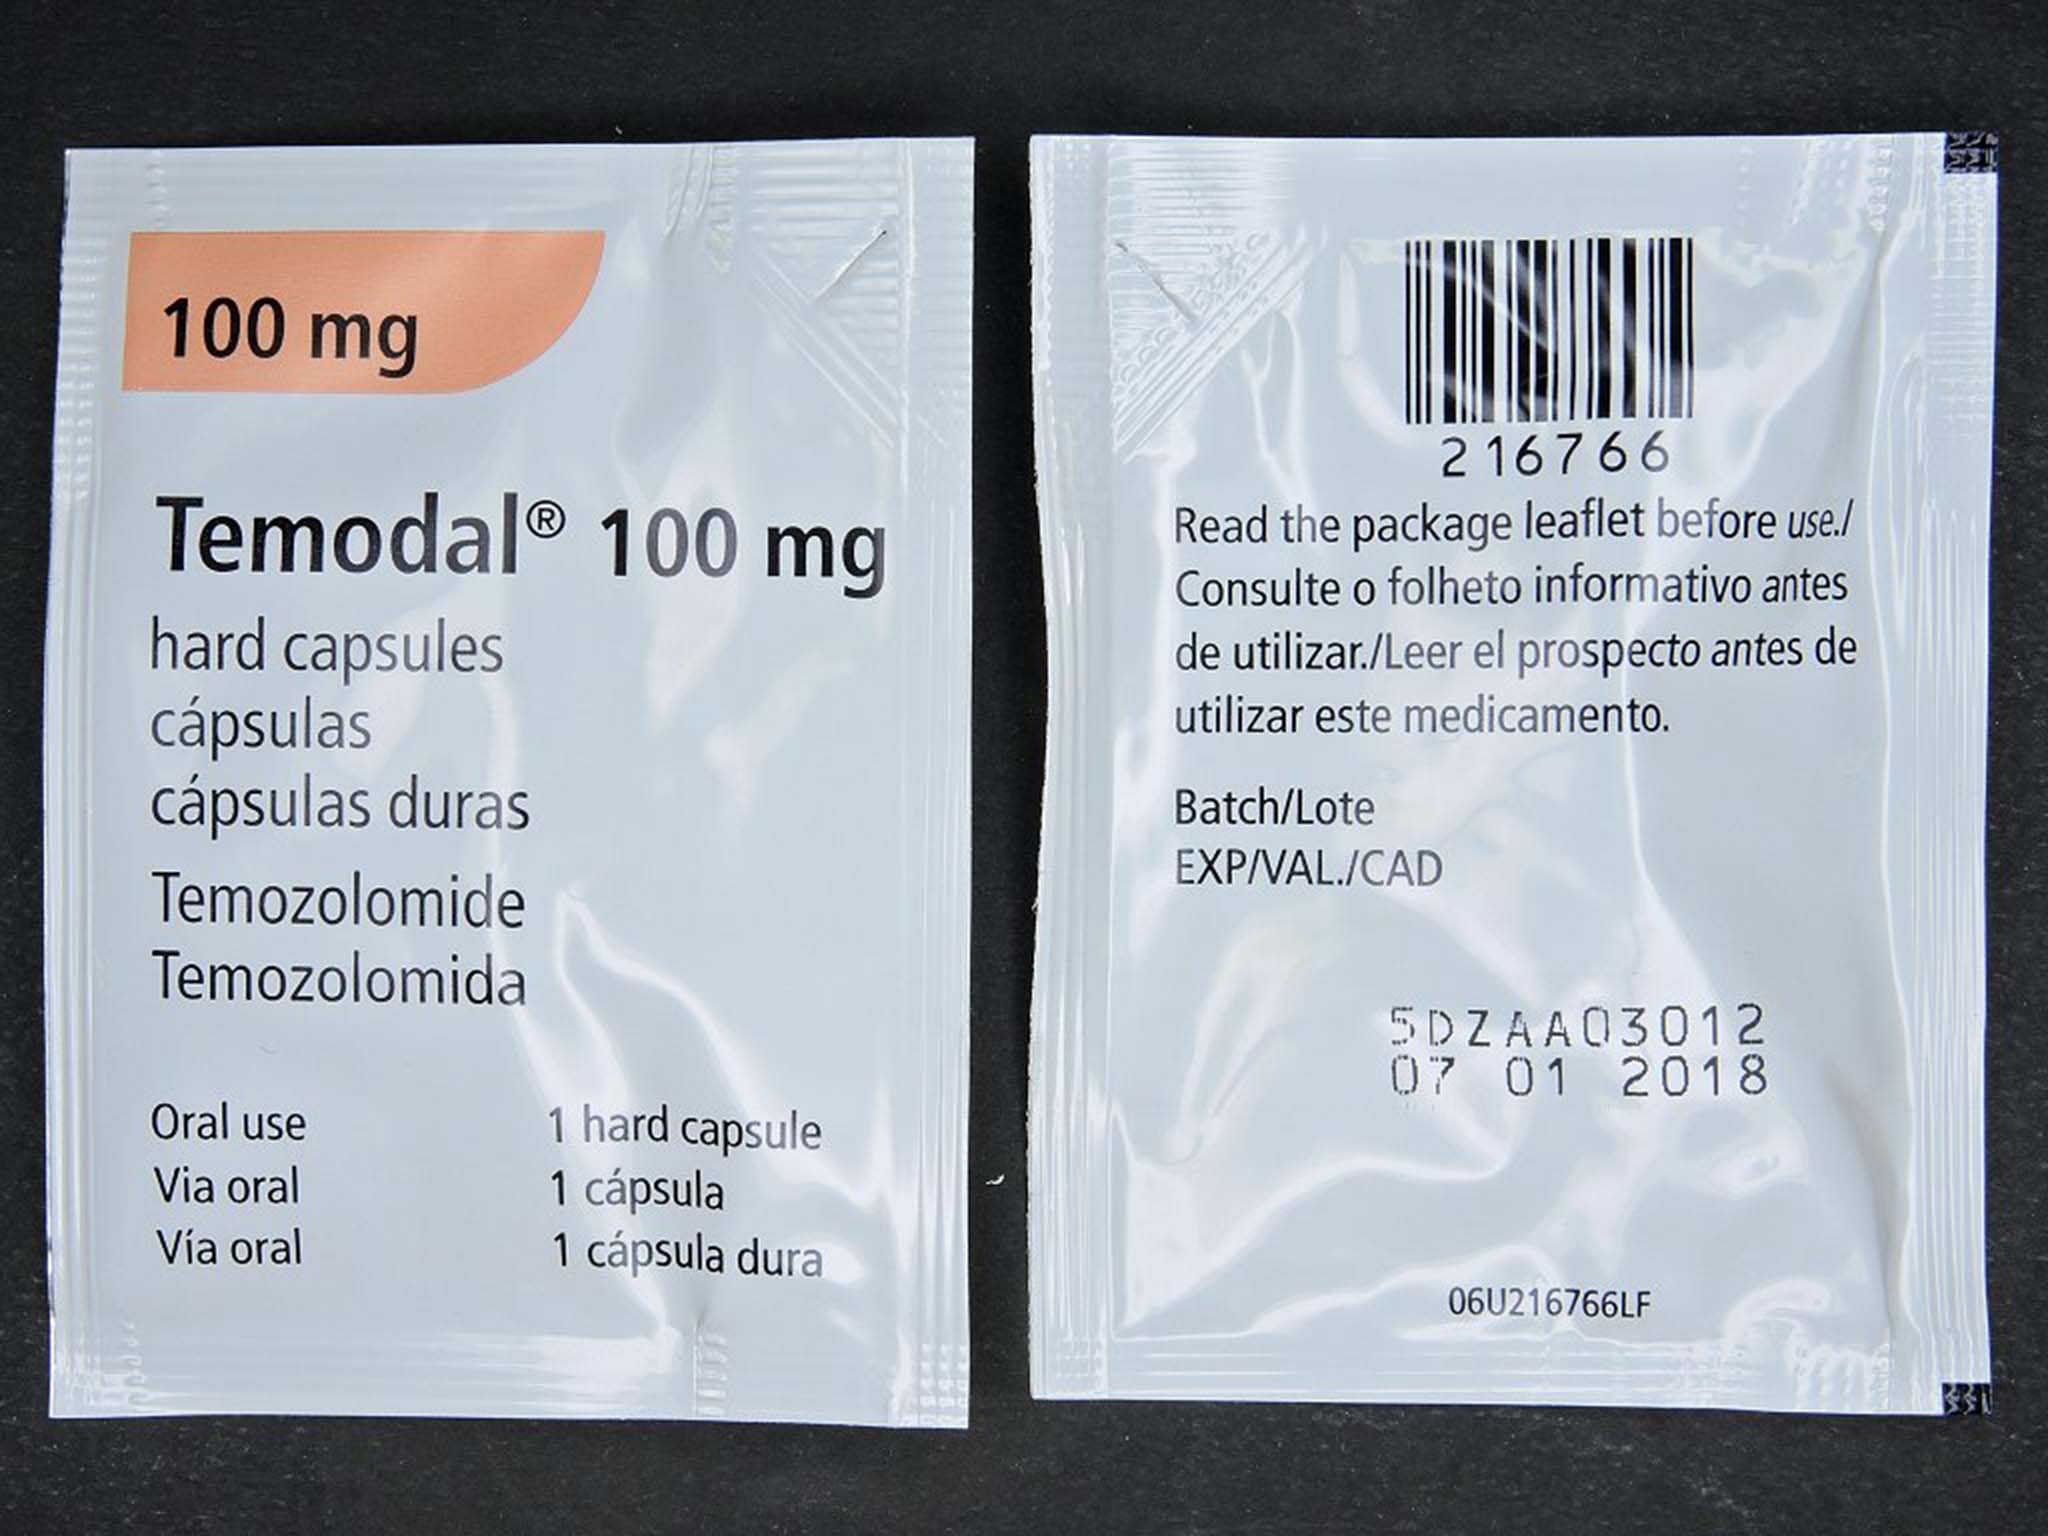 100 mg
Temodal® 100 mg
hard capsules
cápsulas
cápsulas duras
Temozolomide
Temozolomida
Oral use
1 hard capsule
Via oral
1 cápsula
Vía oral
1 cápsula dura
216766
Read the package leaflet before use./
Consulte o folheto informativo antes
de utilizar./Leer el prospecto antes de
utilizar este medicamento.
Batch/Lote
EXP/VAL./CAD
5DZAA03012
07 01 2018
06U216766LF